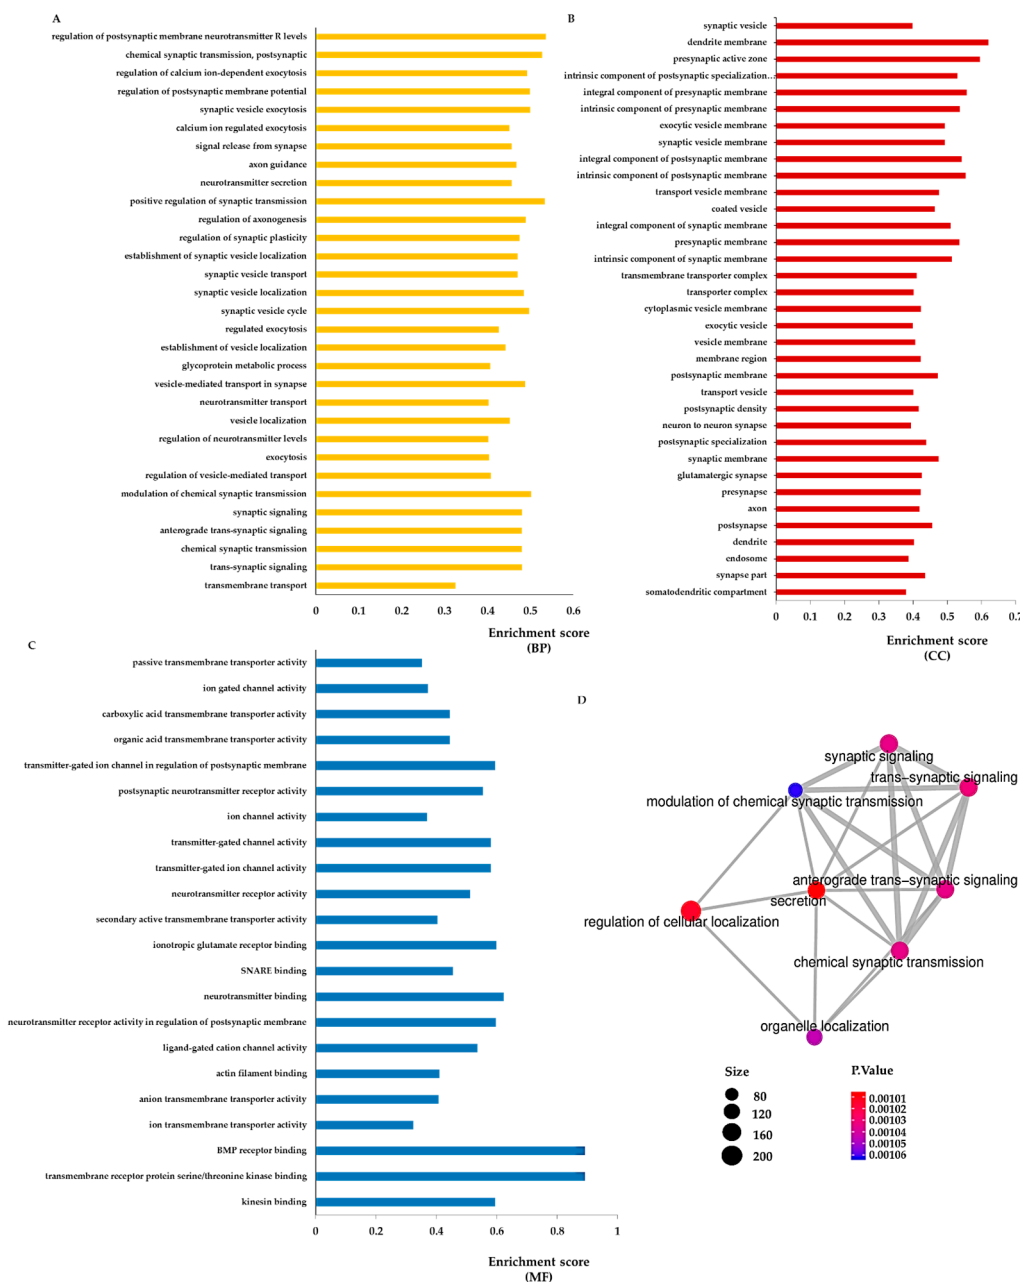 A
regulation of postsynaptic membrane neurotransmitter R levels
chemical synaptic transmission, postsynaptic
regulation of calcium ion-dependent exocytosis
regulation of postsynaptic membrane potential
synaptic vesicle exocytosis
calcium ion regulated exocytosis
signal release from synapse
axon guidance
neurotransmitter secretion
positive regulation of synaptic transmission
regulation of axonogenesis
regulation of synaptic plasticity
establishment of synaptic vesicle localization
synaptic vesicle transport
synaptic vesicle localization
synaptic vesicle cycle
regulated exocytosis
establishment of vesicle localization
glycoprotein metabolic process
vesicle-mediated transport in synapse
neurotransmitter transport
vesicle localization
regulation of neurotransmitter levels
exocytosis
regulation of vesicle-mediated transport
modulation of chemical synaptic transmission
synaptic signaling
anterograde trans-synaptic signaling
chemical synaptic transmission
trans-synaptic signaling
transmembrane transport
0 0.1 0.2 0.3 0.4 0.5 0.6
Enrichment score
(BP)
B
synaptic vesicle
dendrite membrane
presynaptic active zone
intrinsic component of postsynaptic specialization…
integral component of presynaptic membrane
intrinsic component of presynaptic membrane
exocytic vesicle membrane
synaptic vesicle membrane
integral component of postsynaptic membrane
intrinsic component of postsynaptic membrane
transport vesicle membrane
coated vesicle
integral component of synaptic membrane
presynaptic membrane
intrinsic component of synaptic membrane
transmembrane transporter complex
transporter complex
cytoplasmic vesicle membrane
exocytic vesicle
vesicle membrane
membrane region
postsynaptic membrane
transport vesicle
postsynaptic density
neuron to neuron synapse
postsynaptic specialization
synaptic membrane
glutamatergic synapse
presynapse
axon
postsynapse
dendrite
endosome
synapse part
somatodendritic compartment
0 0.1 0.2 0.3 0.4 0.5 0.6 0.7
Enrichment score
(CC)
C
passive transmembrane transporter activity
ion gated channel activity
carboxylic acid transmembrane transporter activity
organic acid transmembrane transporter activity
transmitter-gated ion channel in regulation of postsynaptic membrane
postsynaptic neurotransmitter receptor activity
ion channel activity
transmitter-gated channel activity
transmitter-gated ion channel activity
neurotransmitter receptor activity
secondary active transmembrane transporter activity
ionotropic glutamate receptor binding
SNARE binding
neurotransmitter binding
neurotransmitter receptor activity in regulation of postsynaptic membrane
ligand-gated cation channel activity
actin filament binding
anion transmembrane transporter activity
ion transmembrane transporter activity
BMP receptor binding
transmembrane receptor protein serine/threonine kinase binding
kinesin binding
0 0.2 0.4 0.6 0.8 1
Enrichment score
(MF)
D
synaptic signaling
trans-synaptic signaling
modulation of chemical synaptic transmission
anterograde trans-synaptic signaling
secretion
regulation of cellular localization
chemical synaptic transmission
organelle localization
Size
80
120
160
200
P.Value
0.00101
0.00102
0.00103
0.00104
0.00105
0.00106